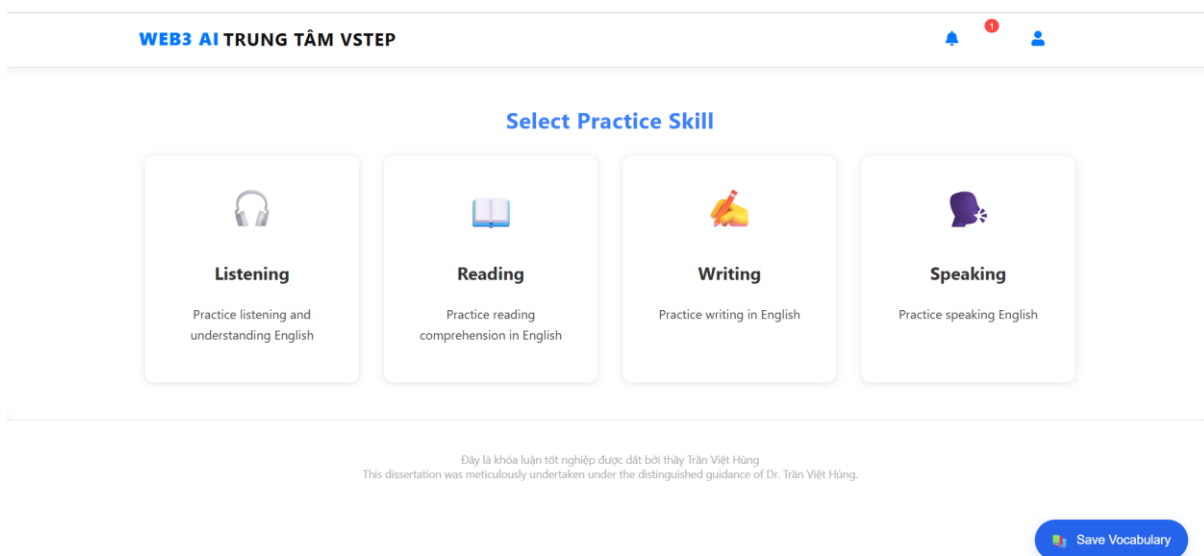 WEB3 AI TRUNG TÂM VSTEP
1
Select Practice Skill
Listening
Practice listening and
understanding English
Reading
Practice reading
comprehension in English
Writing
Practice writing in English
Speaking
Practice speaking English
Đây là khóa luận tốt nghiệp được dắt bởi thầy Trần Việt Hùng
This dissertation was meticulously undertaken under the distinguished guidance of Dr. Trần Việt Hùng.
Save Vocabulary